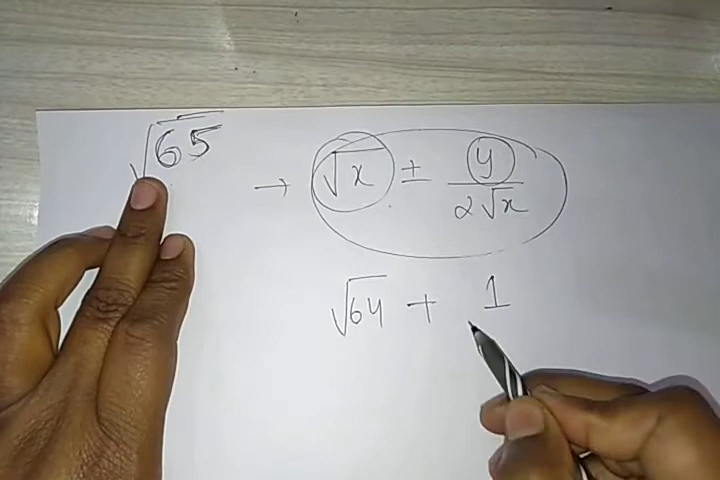 √65 → √x ± y/2√x
√64 + 1